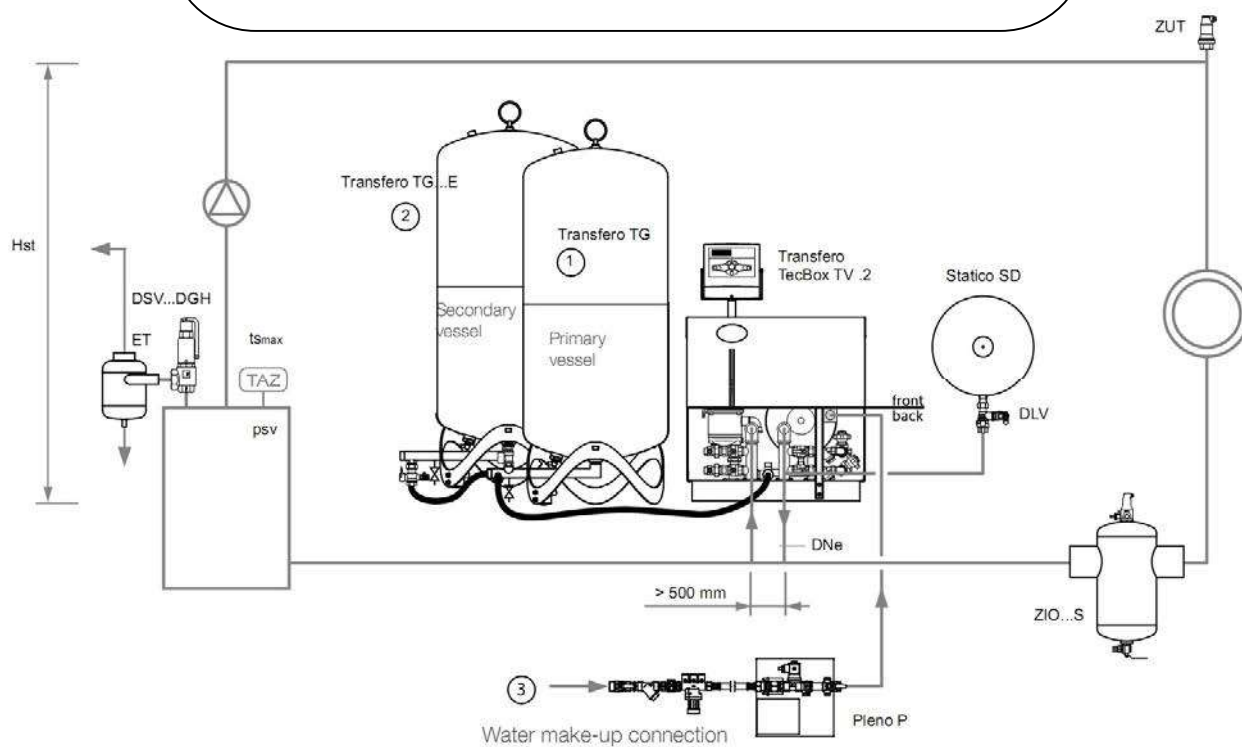 ZUT
Transfero TG...E
2
Transfero TG
1
Transfero
TecBox TV .2
Statico SD
Hst
DSV...DGH
ET
tsmax
TAZ
psv
Secondary
vessel
Primary
vessel
front
back
DLV
DNe
> 500 mm
ZIO...S
3
Pleno P
Water make-up connection